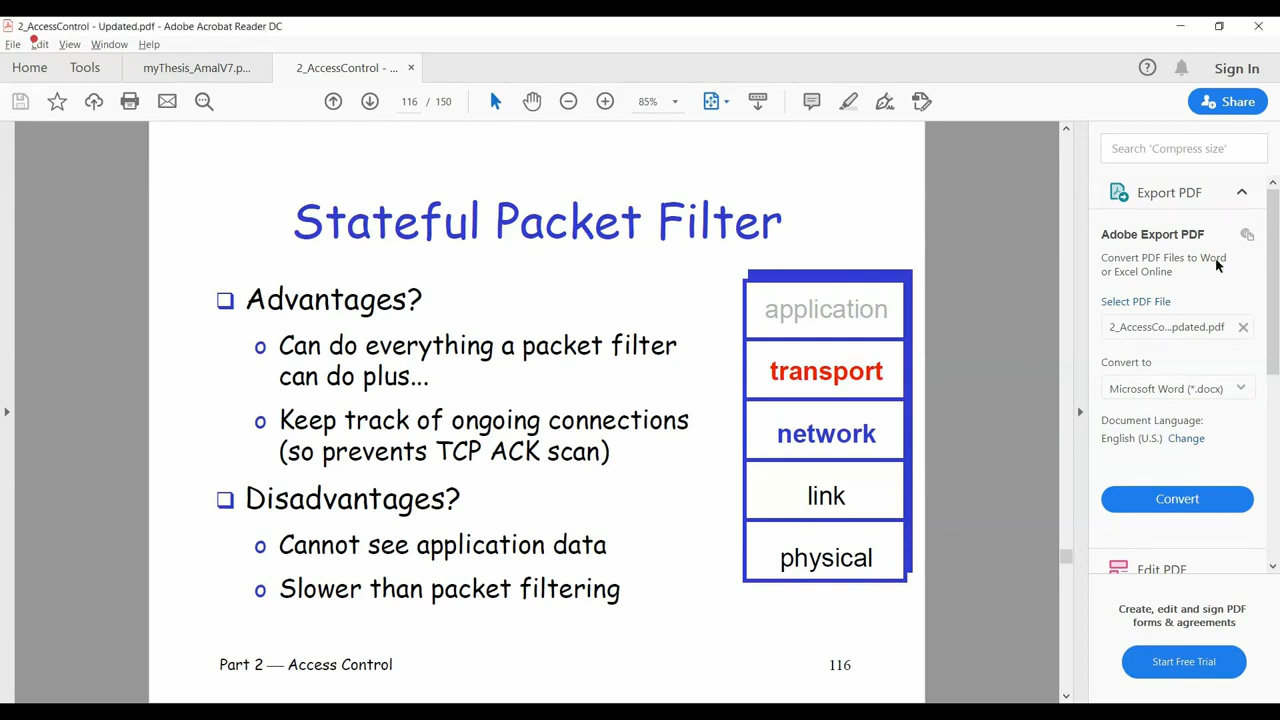 2_AccessControl - Updated.pdf - Adobe Acrobat Reader DC
File Edit View Window Help
Home Tools myThesis_AmalV7.p... 2_AccessControl - ... ×
116 / 150 85%
Sign In
Share
Stateful Packet Filter
Advantages?
Can do everything a packet filter
can do plus...
Keep track of ongoing connections
(so prevents TCP ACK scan)
Disadvantages?
Cannot see application data
Slower than packet filtering
application
transport
network
link
physical
Part 2 — Access Control
116
Search 'Compress size'
Export PDF
Adobe Export PDF
Convert PDF Files to Word
or Excel Online
Select PDF File
2_AccessCo...pdated.pdf
Convert to
Microsoft Word (*.docx)
Document Language:
English (U.S.) Change
Convert
Edit PDF
Create, edit and sign PDF
forms & agreements
Start Free Trial